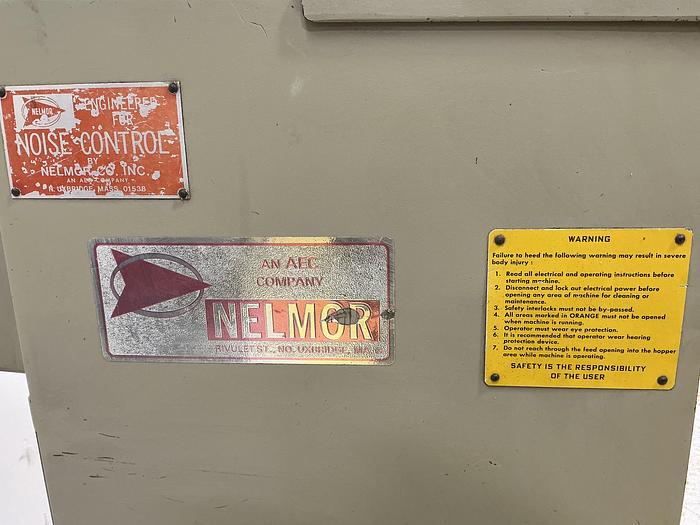 NELMOR
ENGINEERED
FOR
NOISE CONTROL
BY
NELMOR CO. INC.
AN AEC COMPANY
N. UXBRIDGE, MASS. 01538
AN AEC
COMPANY
NELMOR
RIVULET ST., NO. UXBRIDGE, MA
WARNING
Failure to heed the following warning may result in severe
body injury :
1. Read all electrical and operating instructions before
starting machine.
2. Disconnect and lock out electrical power before
opening any area of machine for cleaning or
maintenance.
3. Safety interlocks must not be by-passed.
4. All areas marked in ORANGE must not be opened
when machine is running.
5. Operator must wear eye protection.
6. It is recommended that operator wear hearing
protection device.
7. Do not reach through the feed opening into the hopper
area while machine is operating.
SAFETY IS THE RESPONSIBILITY
OF THE USER